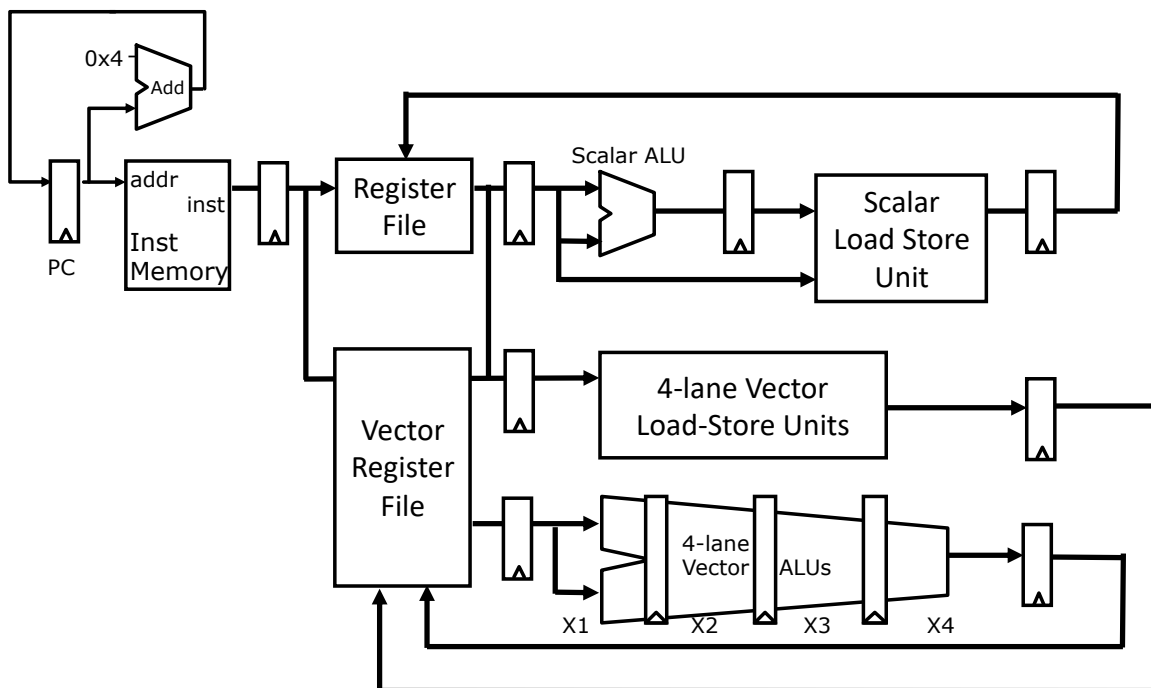 0x4
Add
PC
addr
inst
Inst
Memory
Register
File
Scalar ALU
Scalar
Load Store
Unit
Vector
Register
File
4-lane Vector
Load-Store Units
4-lane
Vector
ALUs
X1
X2
X3
X4